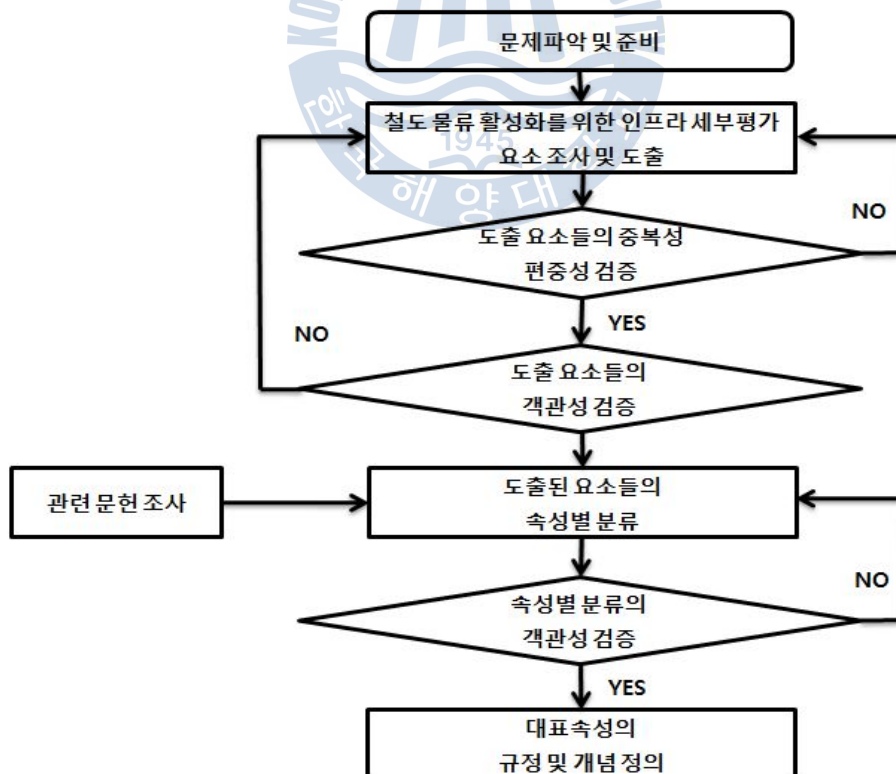 문제파악 및 준비
철도 물류 활성화를 위한 인프라 세부평가
요소 조사 및 도출
1945
해양대
NO
도출 요소들의 중복성
편중성 검증
YES
NO
도출 요소들의
객관성 검증
관련 문헌 조사
도출된 요소들의
속성별 분류
NO
속성별 분류의
객관성 검증
YES
대표속성의
규정 및 개념 정의